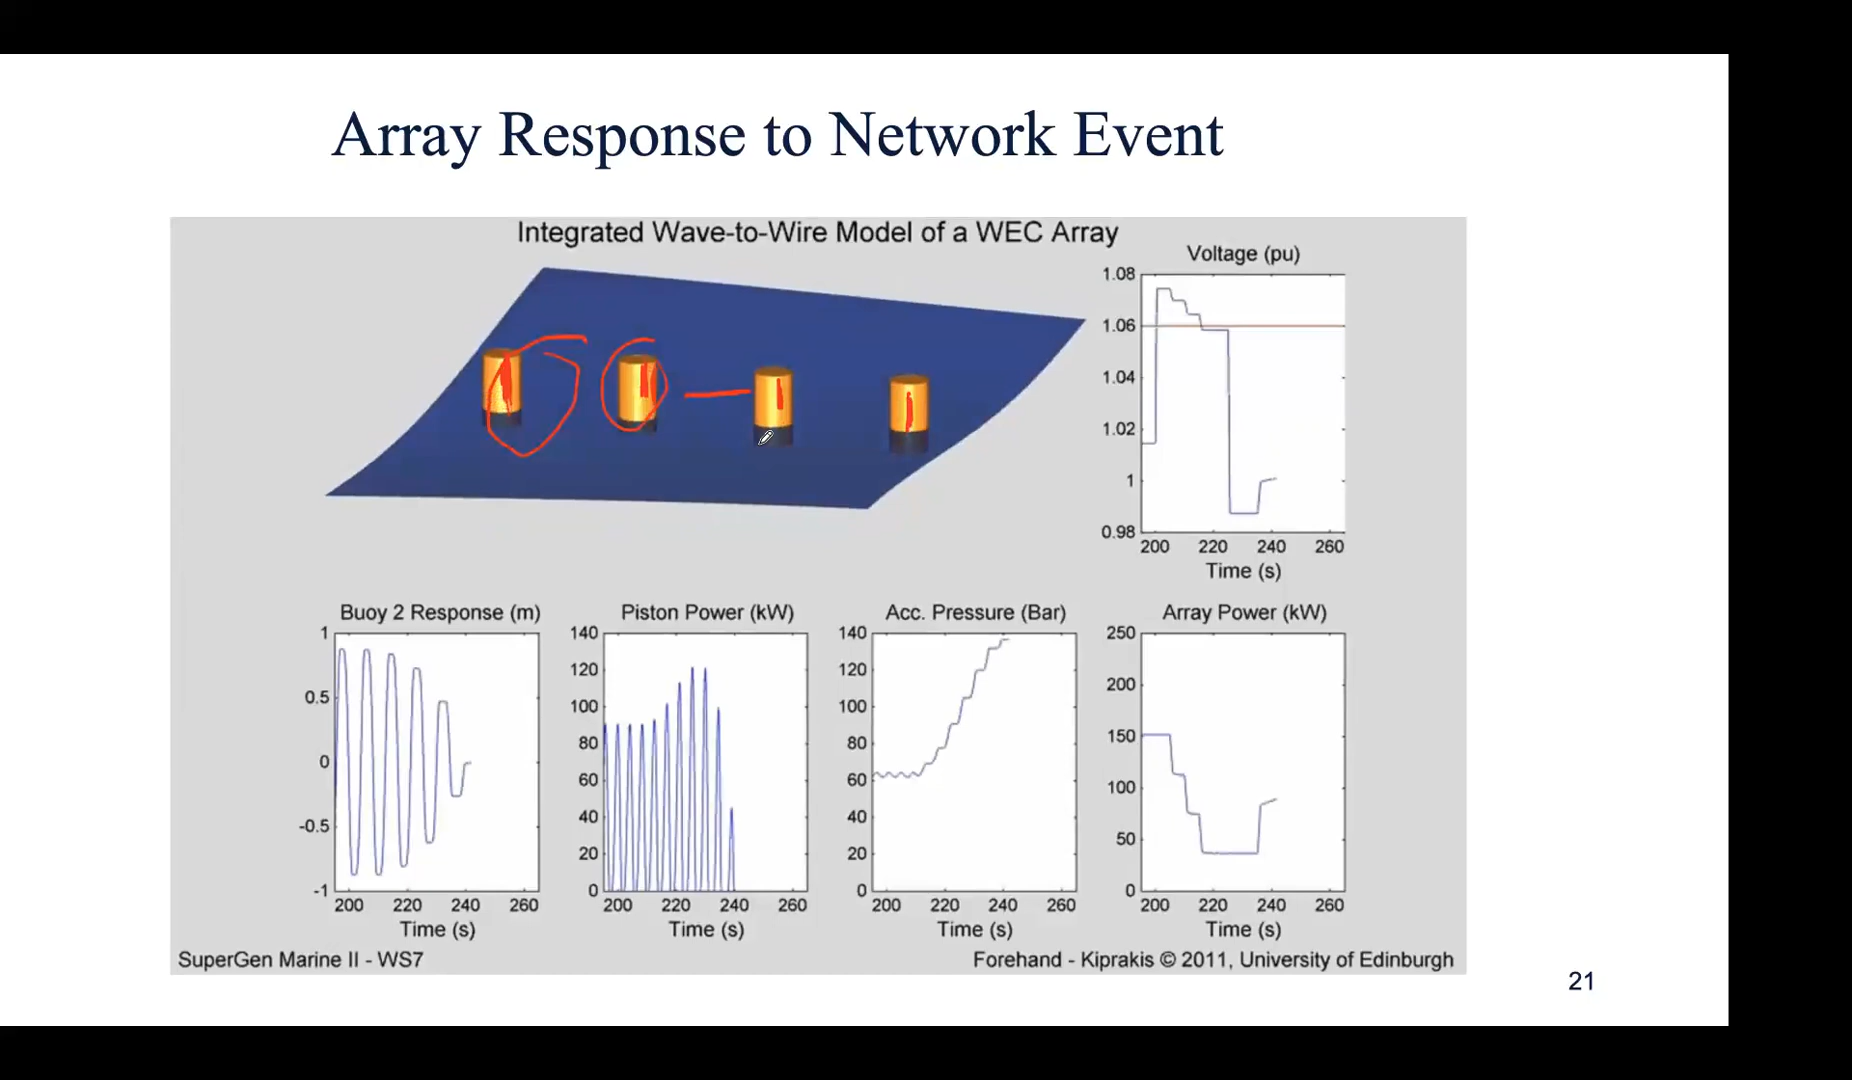 Array Response to Network Event
Integrated Wave-to-Wire Model of a WEC Array
Voltage (pu)
1.08
1.06
1.04
1.02
1
0.98
200 220 240 260
Time (s)
Buoy 2 Response (m)
1
0.5
0
-0.5
-1
200 220 240 260
Time (s)
Piston Power (kW)
140
120
100
80
60
40
20
0
200 220 240 260
Time (s)
Acc. Pressure (Bar)
140
120
100
80
60
40
20
0
200 220 240 260
Time (s)
Array Power (kW)
250
200
150
100
50
0
200 220 240 260
Time (s)
SuperGen Marine II - WS7
Forehand - Kiprakis © 2011, University of Edinburgh
21